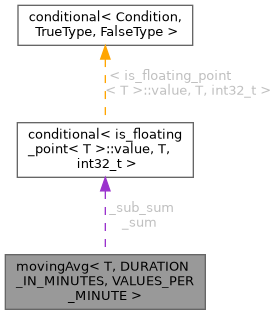 conditional< Condition,
TrueType, FalseType >
< is_floating_point
< T >::value, T, int32_t >
conditional< is_floating
_point< T >::value, T,
int32_t >
_sub_sum
_sum
movingAvg< T, DURATION
_IN_MINUTES, VALUES_PER
_MINUTE >